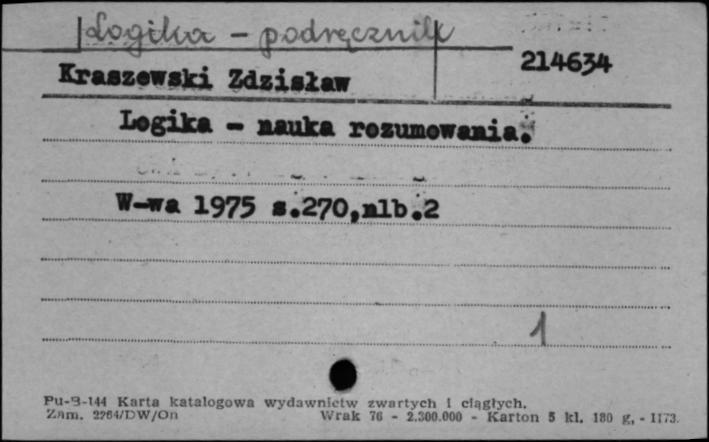 Logika - podręcznik
214634
Kraszewski Zdzisław
Logika - nauka rozumowania.
W-wa 1975 s.270,nlb.2
1
Pu-B-144 Karta katalogowa wydawnictw zwartych i ciągłych.
Zam. 2264/DW/On Wrak 76 - 2.300.000 - Karton 5 kl. 180 g, - 1173.